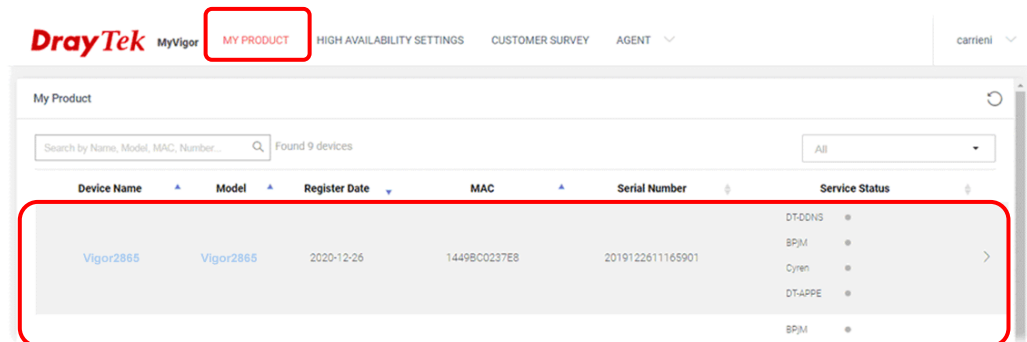 DrayTek MyVigor MY PRODUCT HIGH AVAILABILITY SETTINGS CUSTOMER SURVEY AGENT carrieni
My Product
Search by Name, Model, MAC, Number... Found 9 devices All
Device Name Model Register Date MAC Serial Number Service Status
DT-DDNS
BPjM
Vigor2865 Vigor2865 2020-12-26 1449BC0237E8 2019122611165901
Cyren
DT-APPE
BPjM